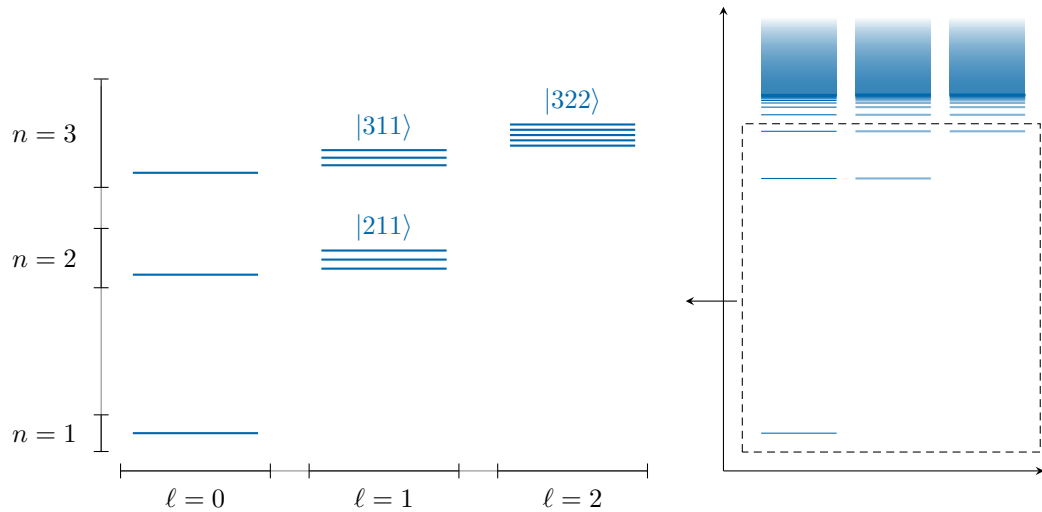 |322⟩
n = 3
|311⟩
|211⟩
n = 2
n = 1
ℓ = 0
ℓ = 1
ℓ = 2